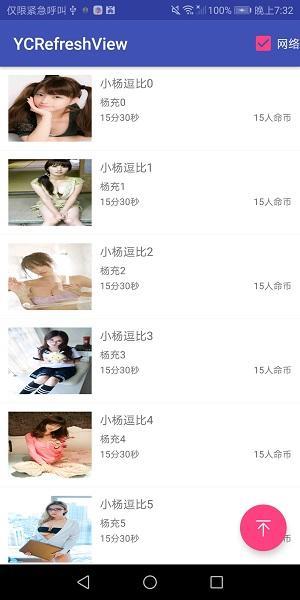 仅限紧急呼叫 100% 晚上7:32
YCRefreshView 网络
小杨逗比0
杨充0
15分30秒 15人命币
小杨逗比1
杨充1
15分30秒 15人命币
小杨逗比2
杨充2
15分30秒 15人命币
小杨逗比3
杨充3
15分30秒 15人命币
小杨逗比4
杨充4
15分30秒 15人命币
小杨逗比5
杨充5
15分30秒